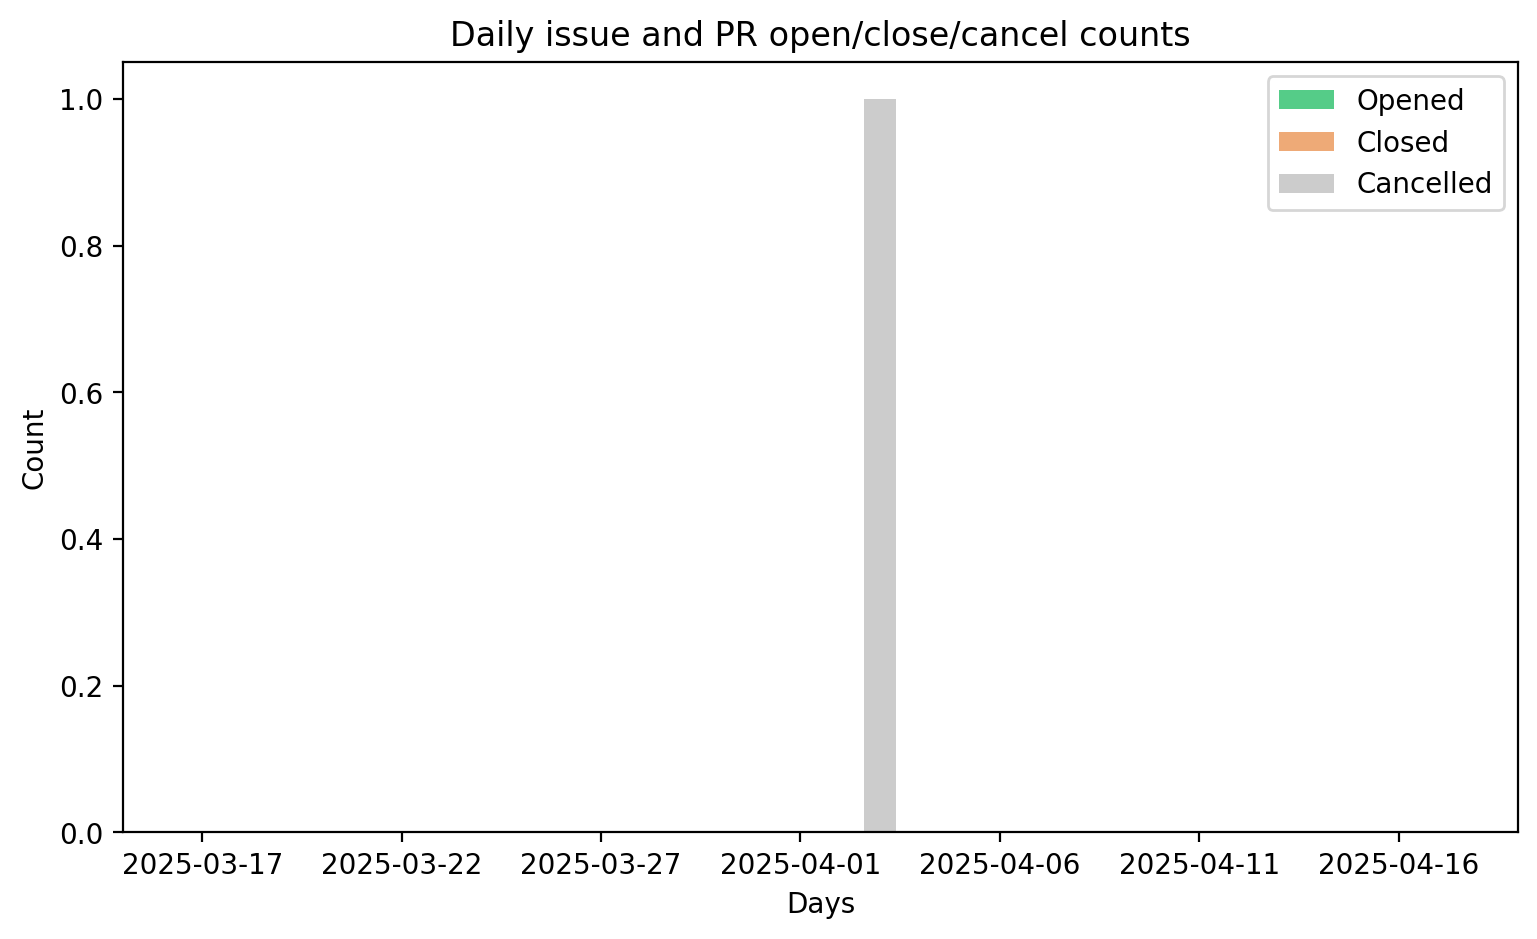 Daily issue and PR open/close/cancel counts
Opened
Closed
Cancelled
1.0
0.8
0.6
0.4
0.2
0.0
Count
2025-03-17 2025-03-22 2025-03-27 2025-04-01 2025-04-06 2025-04-11 2025-04-16
Days